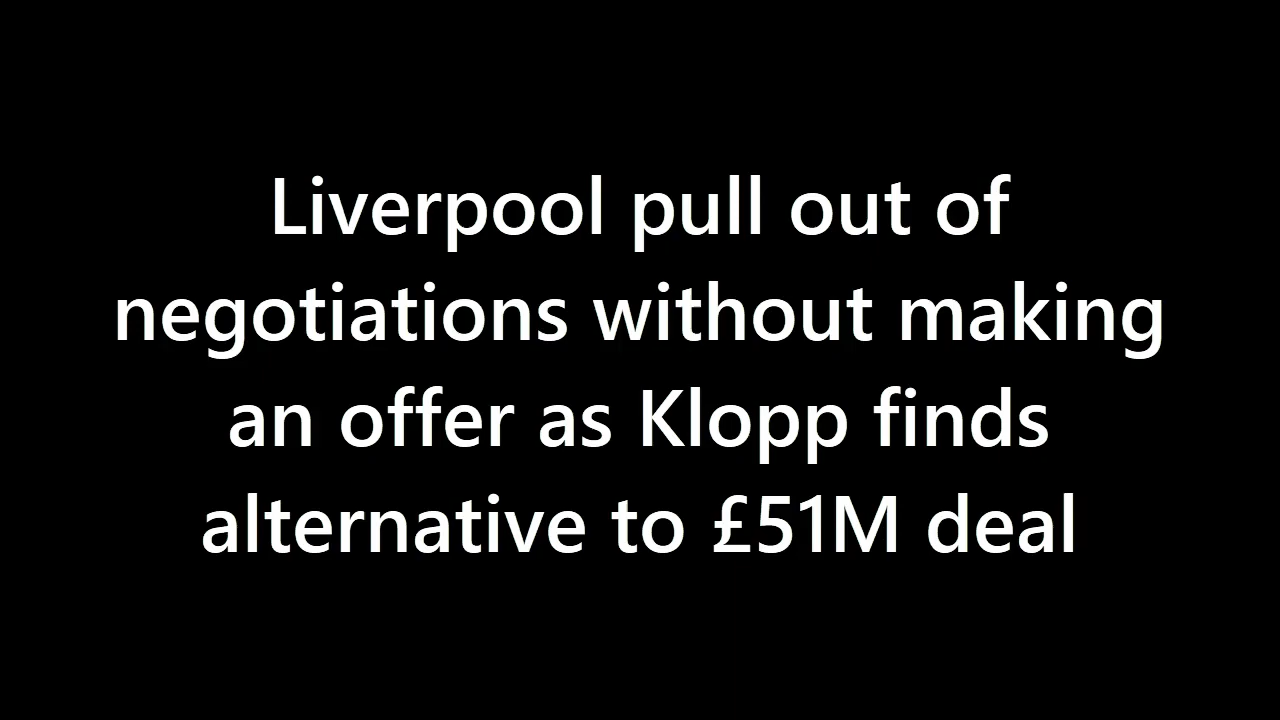 Liverpool pull out of
negotiations without making
an offer as Klopp finds
alternative to £51M deal